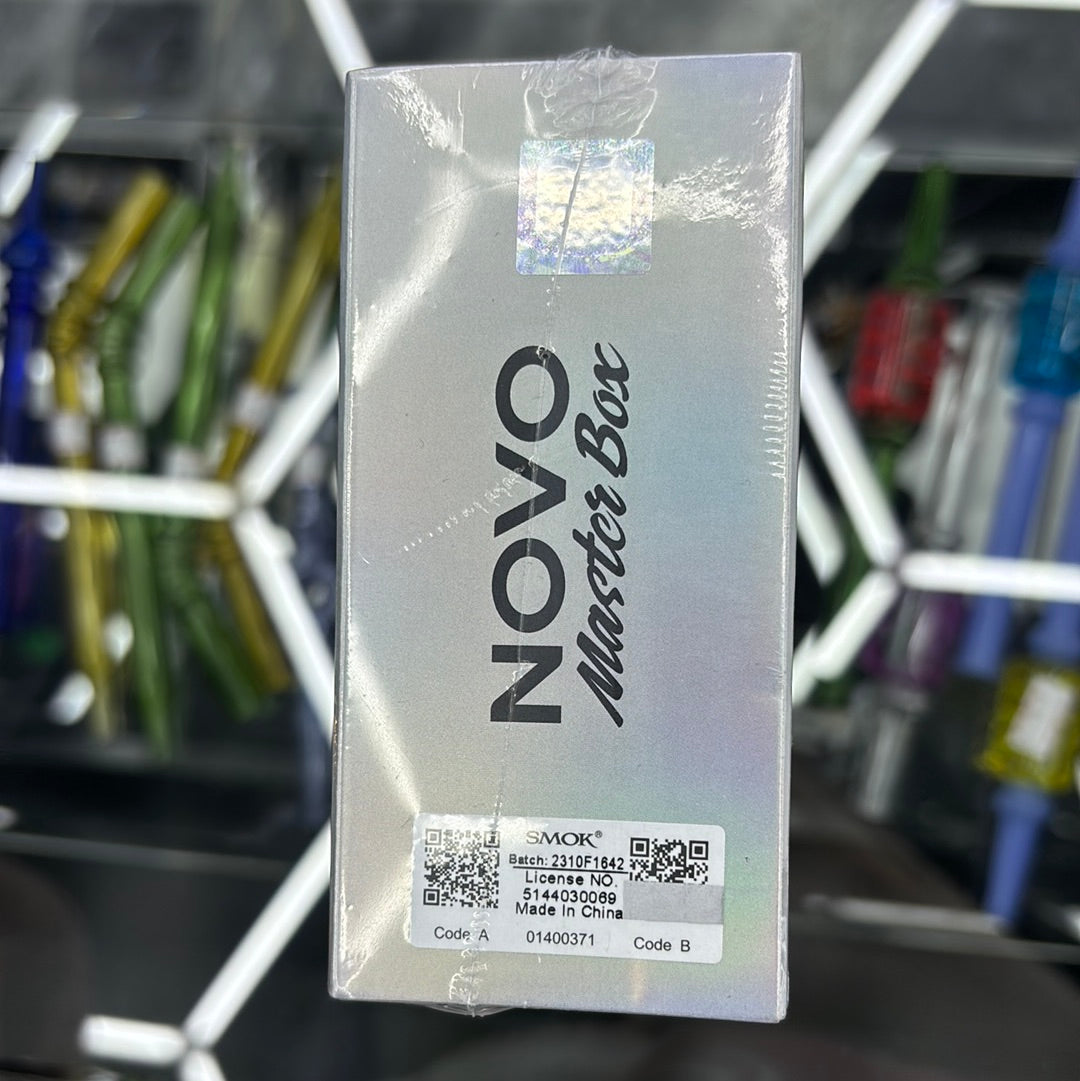 NOVO
Master Box
SMOK®
Batch: 2310F1642
License NO.
5144030069
Made In China
Code A
01400371
Code B